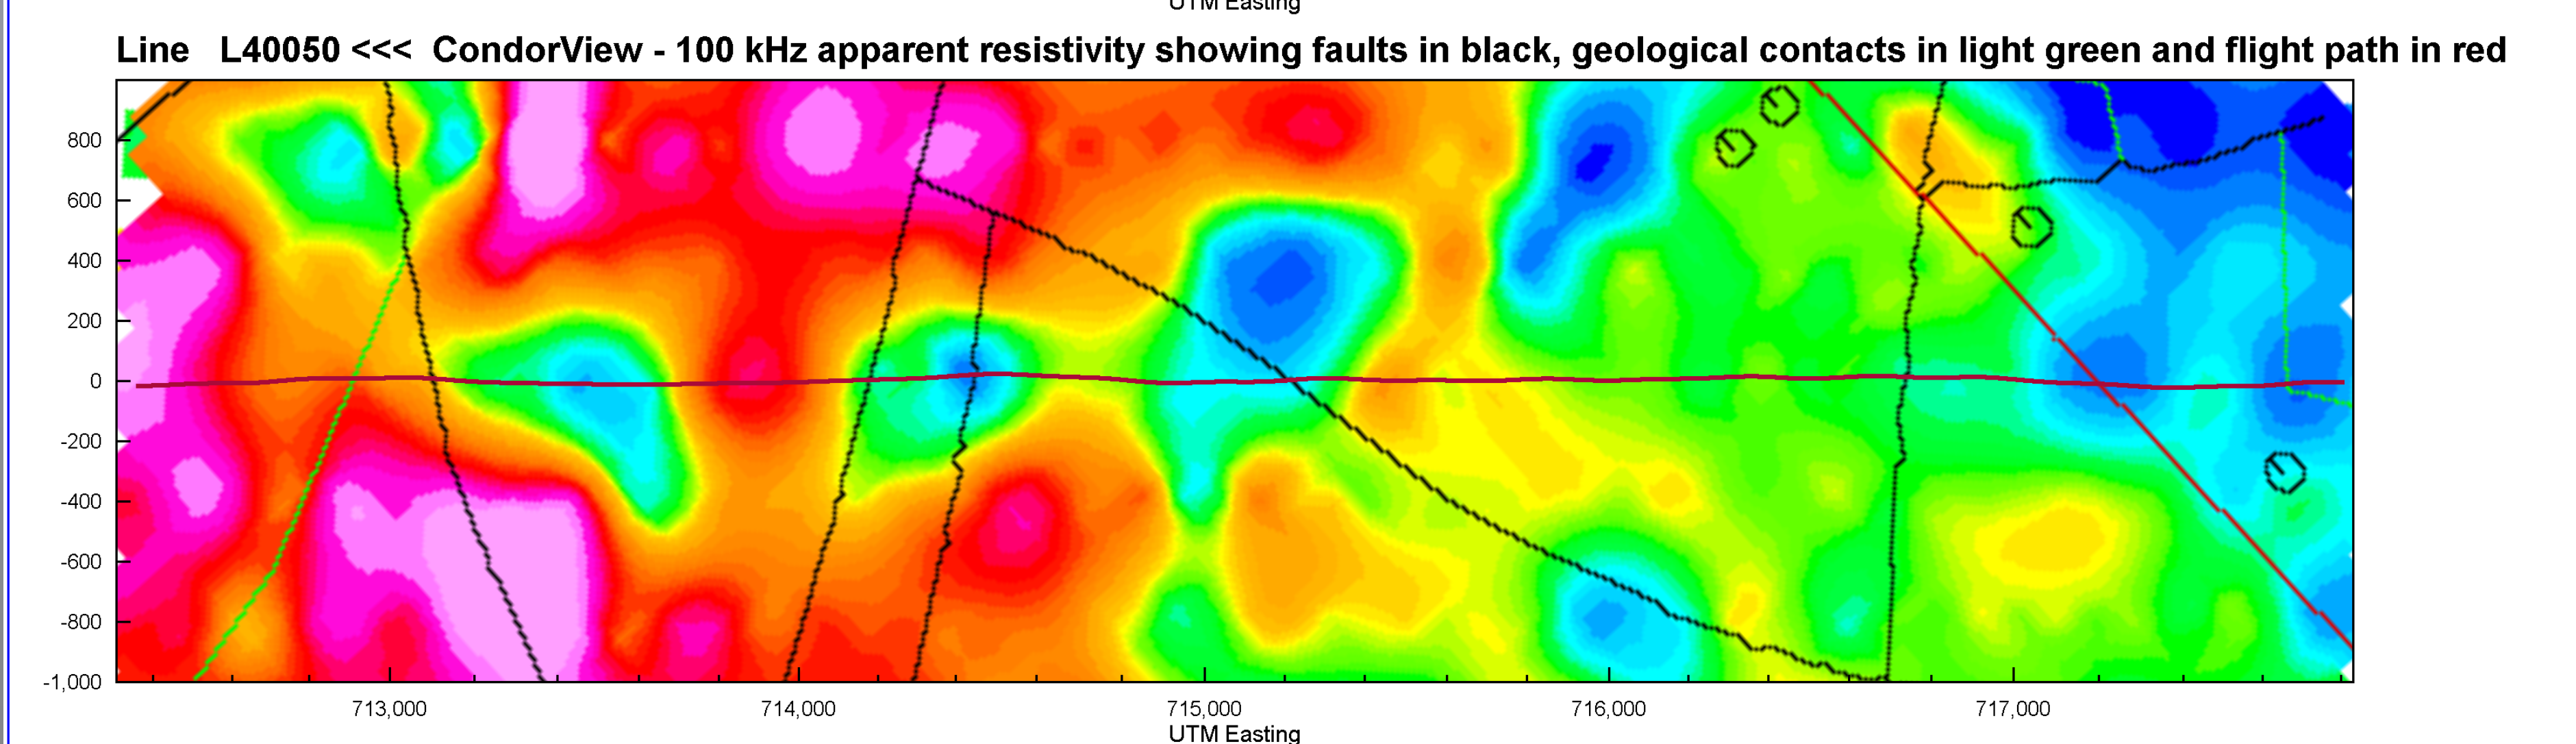 UTM Easting
Line L40050 <<< CondorView - 100 kHz apparent resistivity showing faults in black, geological contacts in light green and flight path in red
800
600
400
200
0
-200
-400
-600
-800
-1,000
713,000 714,000 715,000 716,000 717,000
UTM Easting